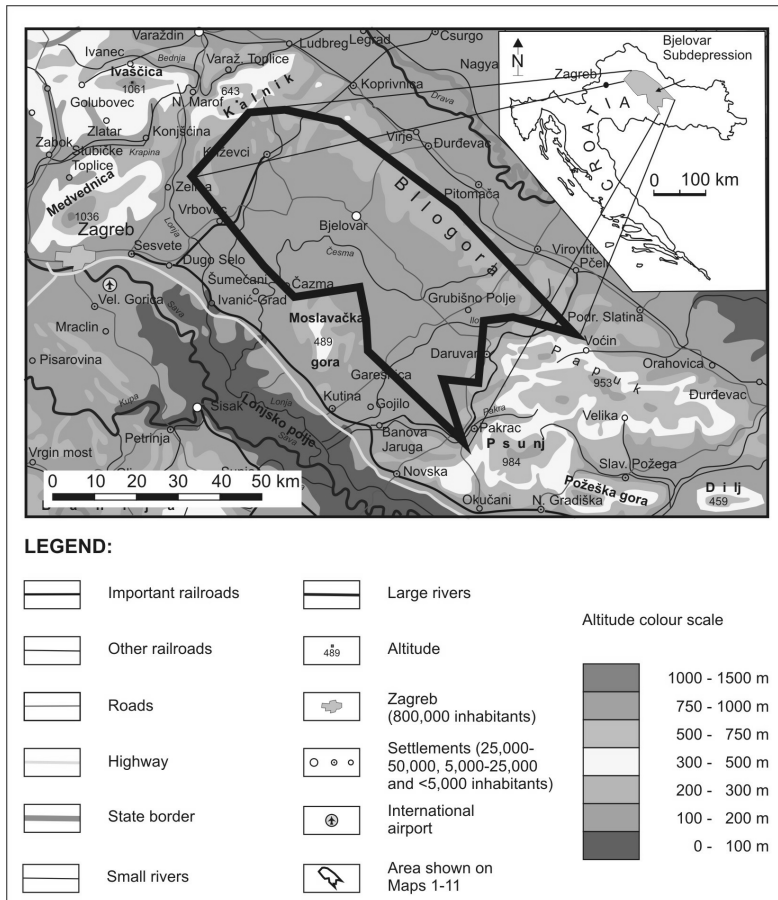 Varaždin
Ludbreg
Legrad
Csurgo
Ivanec
Bednja
Varaž. Toplice
Nagya
Ivaščica
1061
Golubovec
N. Marof
643
Kalnik
Koprivnica
Drava
Zlatar
Konjščina
Zabok
Stubičke
Toplice
Krapina
Križevci
Virje
Đurđevac
Medvednica
1036
Zelina
Vrbovec
Lonja
Bilogora
Pitomača
Bjelovar
Zagreb
Sesvete
Dugo Selo
Česma
Virovitic
Pčeli
Šumećani
Čazma
Vel. Gorica
Sava
Ivanić-Grad
Grubišno Polje
Mraclin
Moslavačka
489
gora
Ilo
Podr. Slatina
Voćin
Pisarovina
Daruvar
Papuk
953
Orahovica
Garešnica
Đurđevac
Kupa
Sisak
Lonja
Lonjsko polje
Sava
Kutina
Gojilo
Pakra
Velika
Petrinja
Banova
Jaruga
Pakrac
Psunj
984
Vrgin most
Novska
Slav. Požega
Okučani
N. Gradiška
Požeška gora
Dilj
459
0 10 20 30 40 50 km
N
Zagreb
Bjelovar
Subdepression
CROATIA
0 100 km
LEGEND:
Important railroads
Other railroads
Roads
Highway
State border
Small rivers
Large rivers
489
Altitude
Zagreb
(800,000 inhabitants)
Settlements (25,000-
50,000, 5,000-25,000
and <5,000 inhabitants)
International
airport
Area shown on
Maps 1-11
Altitude colour scale
1000 - 1500 m
750 - 1000 m
500 - 750 m
300 - 500 m
200 - 300 m
100 - 200 m
0 - 100 m